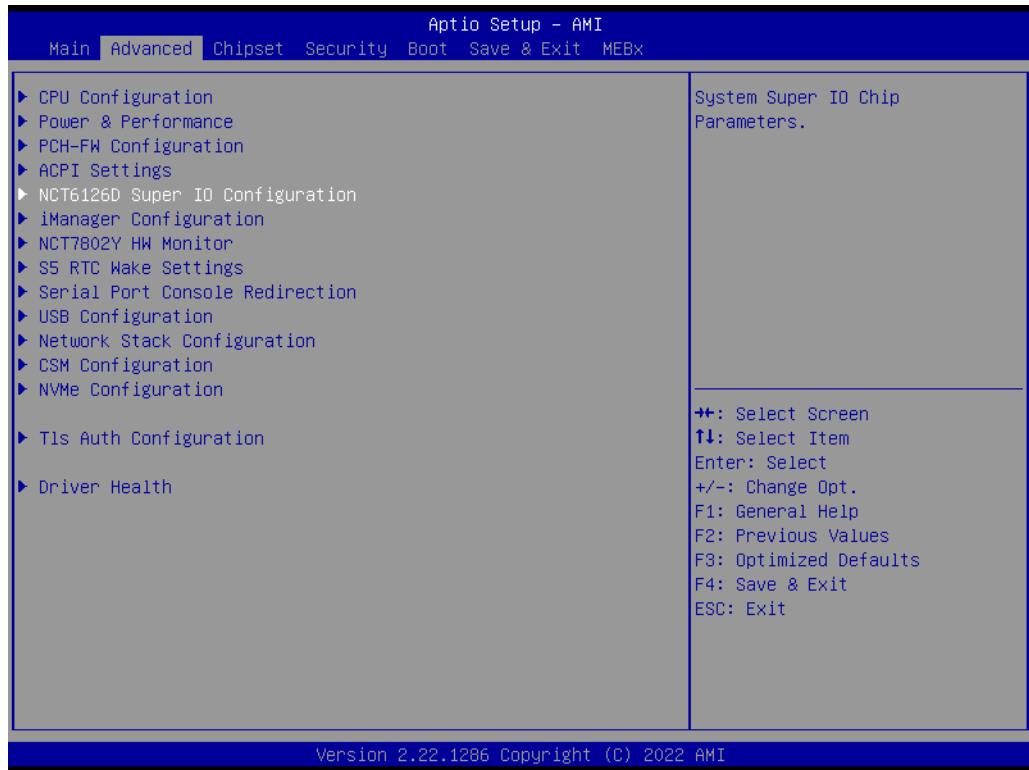 Aptio Setup – AMI
Main Advanced Chipset Security Boot Save & Exit MEBx
▶ CPU Configuration
▶ Power & Performance
▶ PCH-FW Configuration
▶ ACPI Settings
▶ NCT6126D Super IO Configuration
▶ iManager Configuration
▶ NCT7802Y HW Monitor
▶ S5 RTC Wake Settings
▶ Serial Port Console Redirection
▶ USB Configuration
▶ Network Stack Configuration
▶ CSM Configuration
▶ NVMe Configuration
▶ Tls Auth Configuration
▶ Driver Health
System Super IO Chip
Parameters.
→←: Select Screen
↑↓: Select Item
Enter: Select
+/-: Change Opt.
F1: General Help
F2: Previous Values
F3: Optimized Defaults
F4: Save & Exit
ESC: Exit
Version 2.22.1286 Copyright (C) 2022 AMI